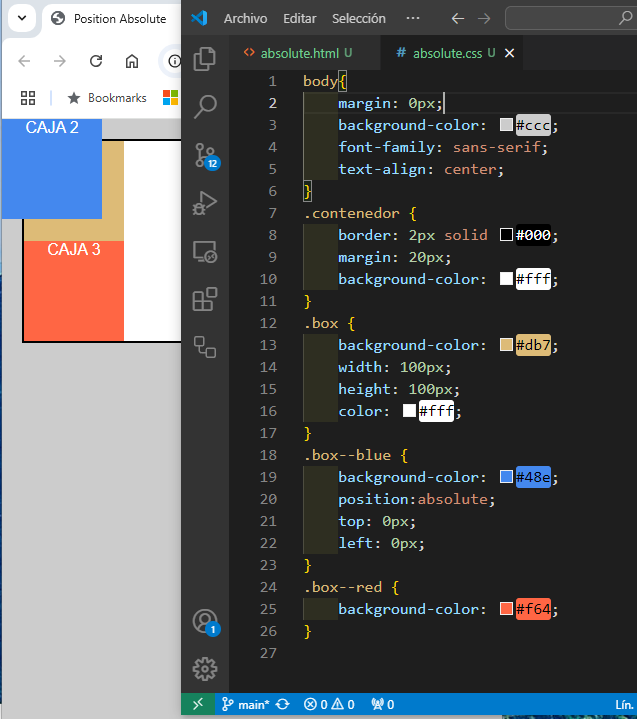 Position Absolute
Bookmarks
CAJA 2
CAJA 3
Archivo Editar Selección ···
absolute.html U
# absolute.css U
1 body{
2 margin: 0px;
3 background-color: #ccc;
4 font-family: sans-serif;
5 text-align: center;
6 }
7 .contenedor {
8 border: 2px solid #000;
9 margin: 20px;
10 background-color: #fff;
11 }
12 .box {
13 background-color: #db7;
14 width: 100px;
15 height: 100px;
16 color: #fff;
17 }
18 .box--blue {
19 background-color: #48e;
20 position:absolute;
21 top: 0px;
22 left: 0px;
23 }
24 .box--red {
25 background-color: #f64;
26 }
27
12
1
main* 0 0 0 Lín.